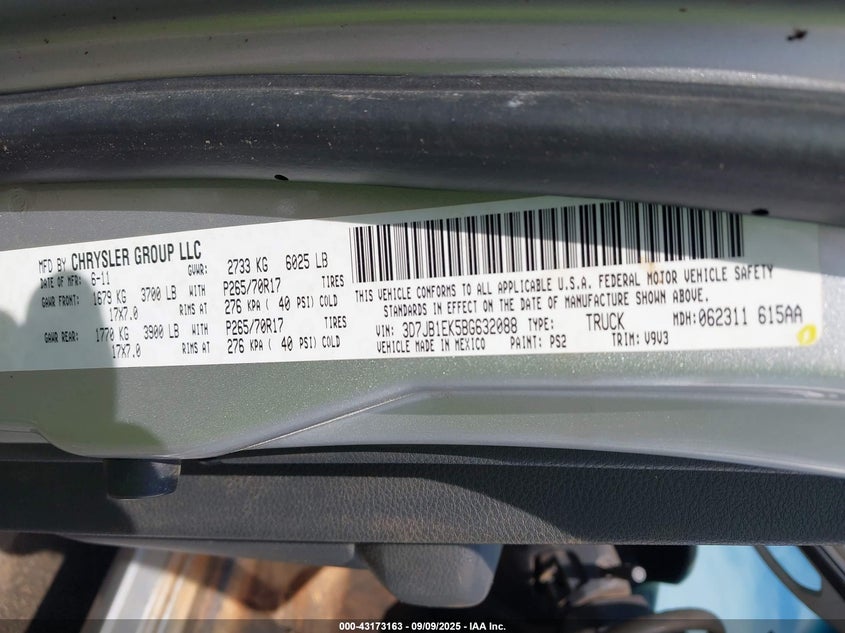 MFD BY CHRYSLER GROUP LLC
DATE OF MFR: 6-11 GVWR: 2733 KG 6025 LB
GAWR FRONT: 1679 KG 3700 LB WITH P265/70R17 TIRES
17X7.0 RIMS AT 276 KPA ( 40 PSI) COLD
GAWR REAR: 1770 KG 3900 LB WITH P265/70R17 TIRES
17X7.0 RIMS AT 276 KPA ( 40 PSI) COLD
THIS VEHICLE CONFORMS TO ALL APPLICABLE U.S.A. FEDERAL MOTOR VEHICLE SAFETY
STANDARDS IN EFFECT ON THE DATE OF MANUFACTURE SHOWN ABOVE.
VIN: 3D7JB1EK5BG632088 TYPE: TRUCK MDH:062311 615AA
VEHICLE MADE IN MEXICO PAINT: PS2 TRIM: V9V3
000-43173163 - 09/09/2025 - IAA Inc.